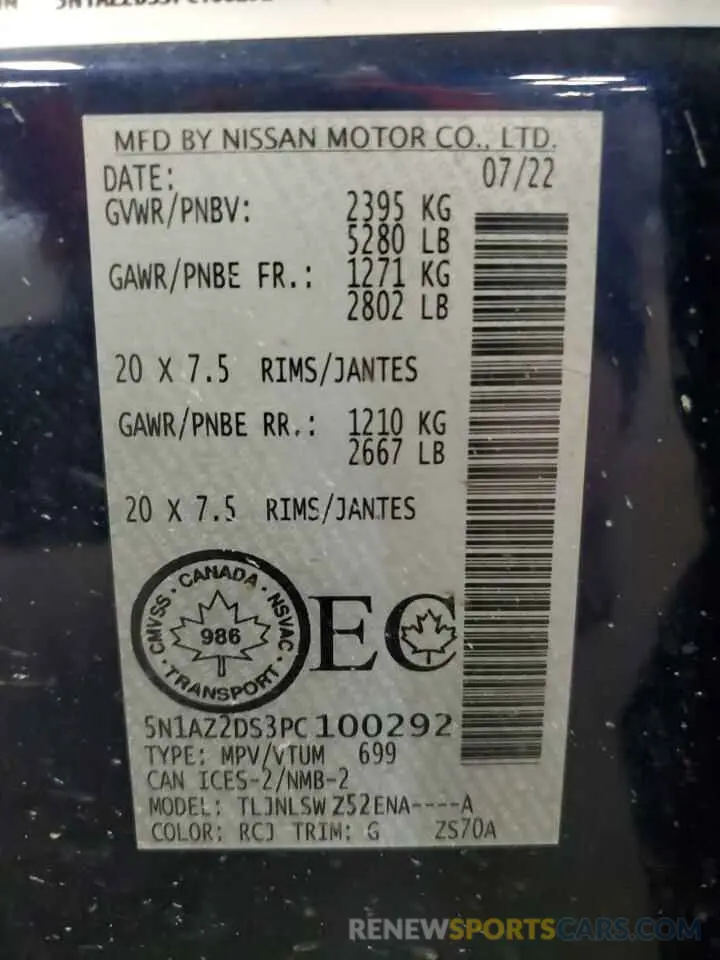 MFD BY NISSAN MOTOR CO., LTD.
DATE: 07/22
GVWR/PNBV: 2395 KG
5280 LB
GAWR/PNBE FR.: 1271 KG
2802 LB
20 X 7.5 RIMS/JANTES
GAWR/PNBE RR.: 1210 KG
2667 LB
20 X 7.5 RIMS/JANTES
CMVSS · CANADA · NSVAC · TRANSPORT ·
986
EC
5N1AZ2DS3PC100292
TYPE: MPV/VTUM 699
CAN ICES-2/NMB-2
MODEL: TLJNLSW Z52ENA----A
COLOR: RCJ TRIM: G ZS70A
RENEWSPORTSCARS.COM